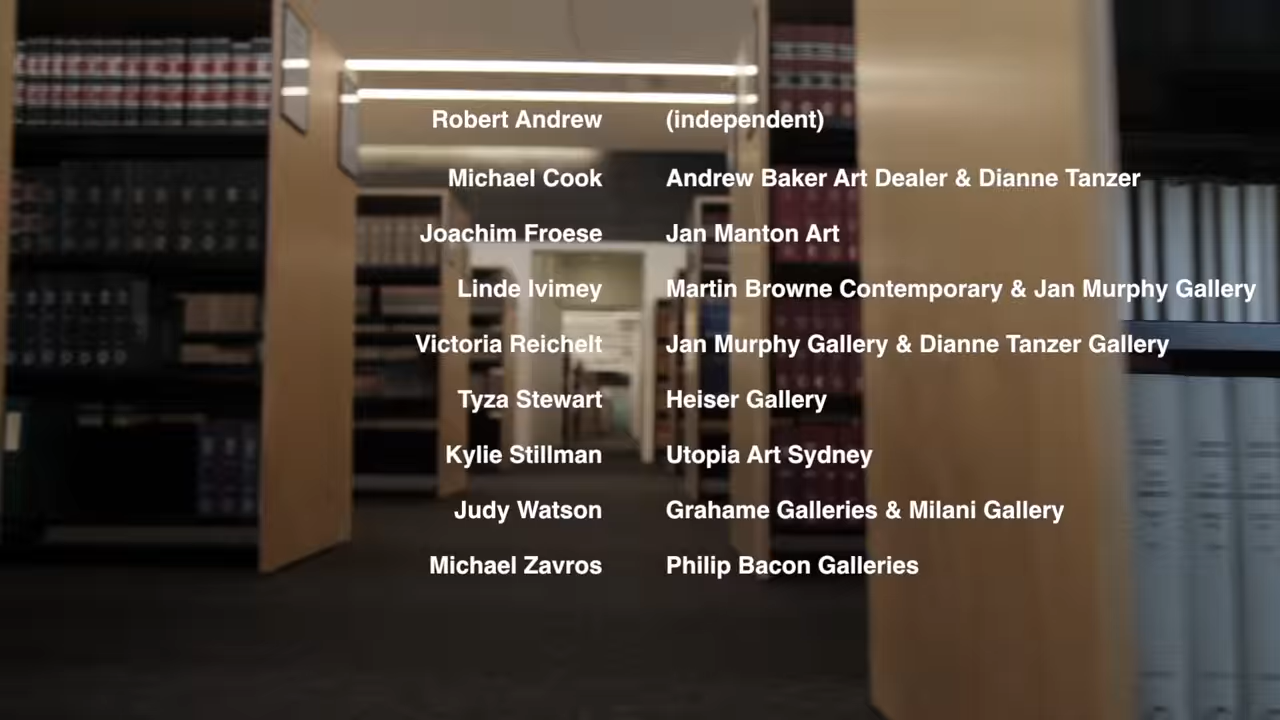 Robert Andrew (independent)
Michael Cook Andrew Baker Art Dealer & Dianne Tanzer
Joachim Froese Jan Manton Art
Linde Ivimey Martin Browne Contemporary & Jan Murphy Gallery
Victoria Reichelt Jan Murphy Gallery & Dianne Tanzer Gallery
Tyza Stewart Heiser Gallery
Kylie Stillman Utopia Art Sydney
Judy Watson Grahame Galleries & Milani Gallery
Michael Zavros Philip Bacon Galleries